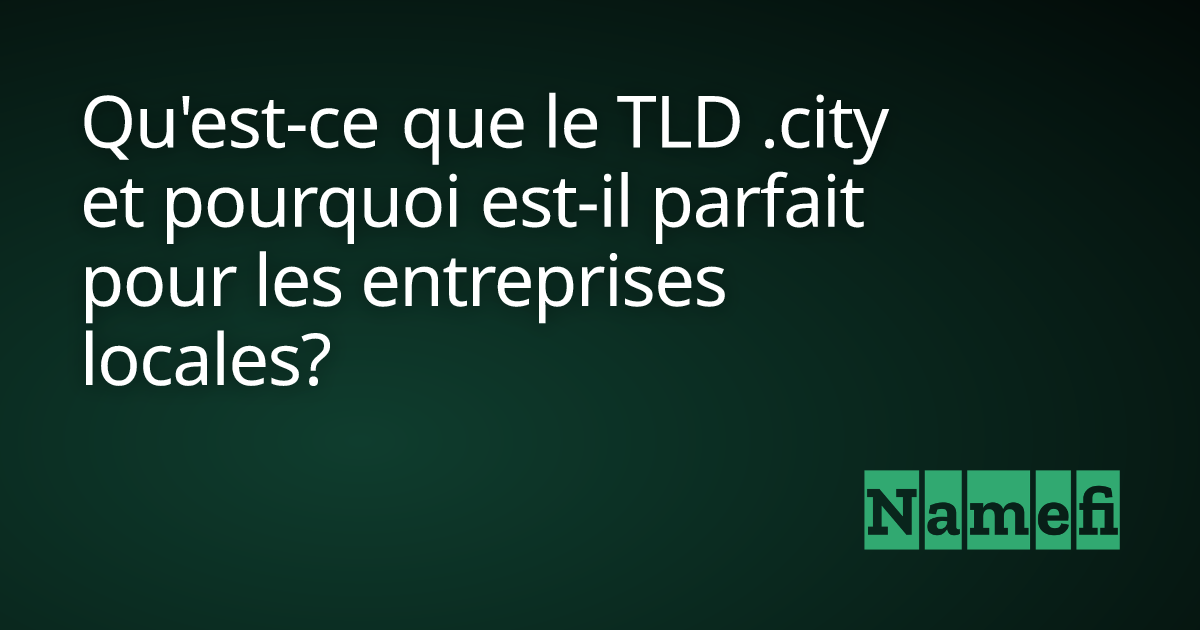 Qu'est-ce que le TLD .city
et pourquoi est-il parfait
pour les entreprises
locales?
Namefi